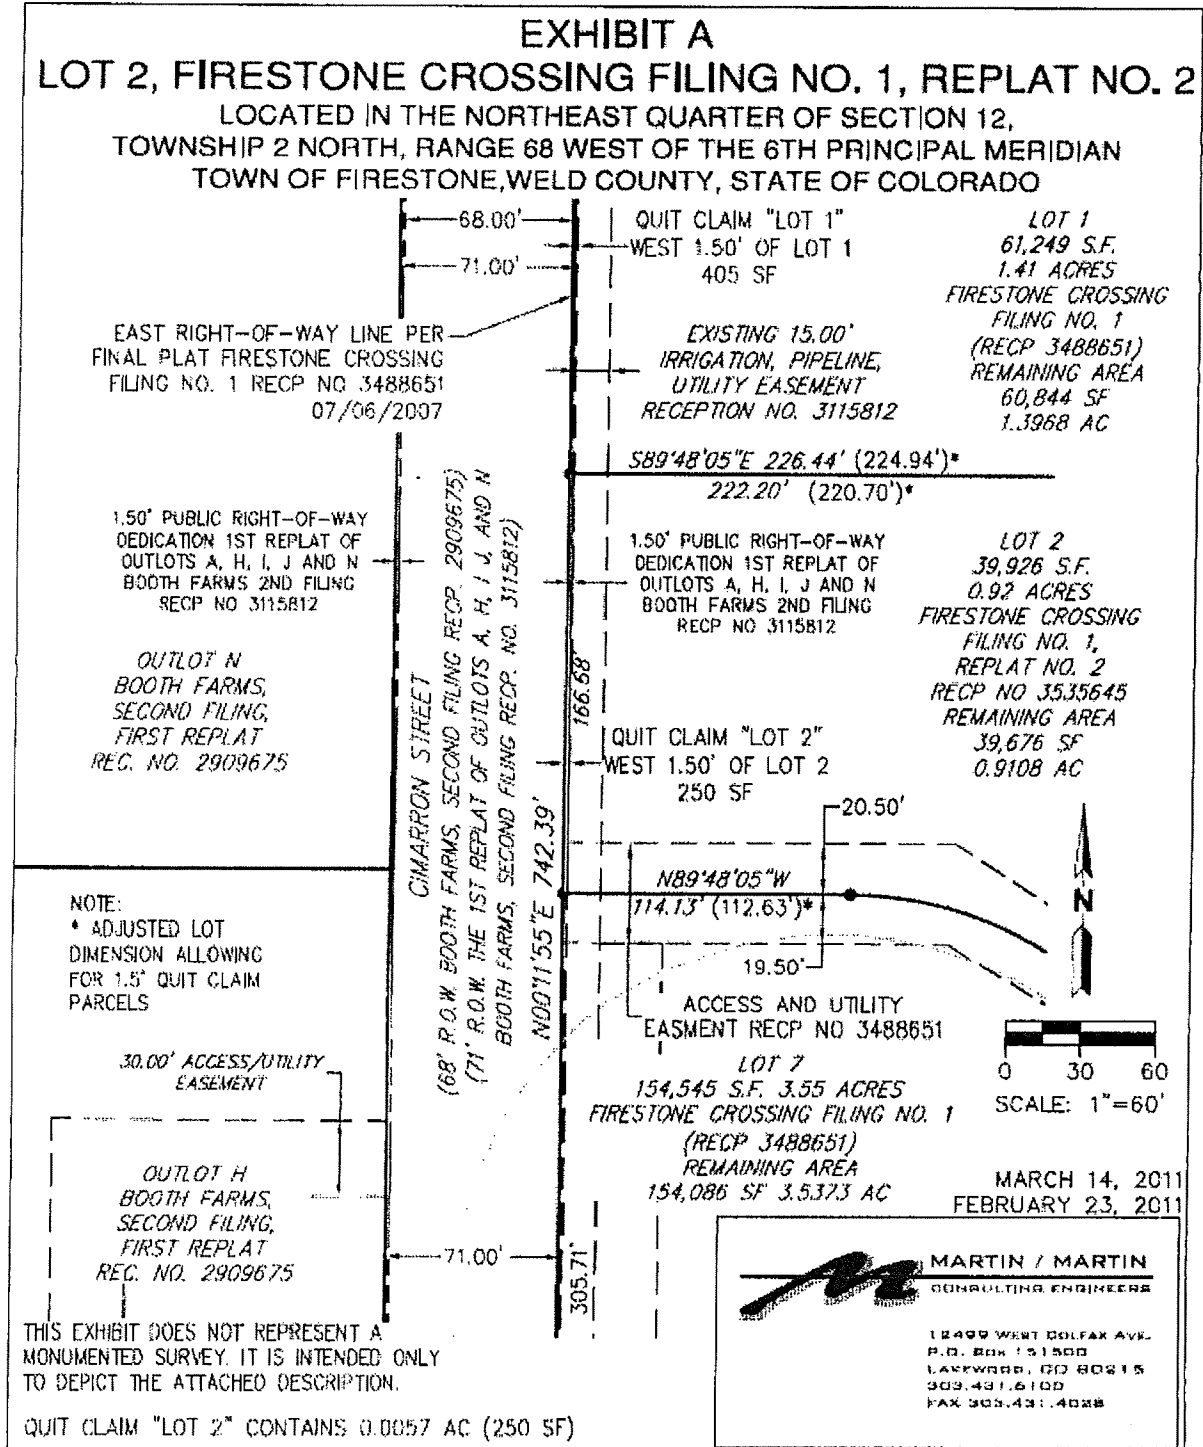 EXHIBIT A
LOT 2, FIRESTONE CROSSING FILING NO. 1, REPLAT NO. 2
LOCATED IN THE NORTHEAST QUARTER OF SECTION 12,
TOWNSHIP 2 NORTH, RANGE 68 WEST OF THE 6TH PRINCIPAL MERIDIAN
TOWN OF FIRESTONE, WELD COUNTY, STATE OF COLORADO
68.00'
71.00'
QUIT CLAIM "LOT 1"
WEST 1.50' OF LOT 1
405 SF
LOT 1
61,249 S.F.
1.41 ACRES
FIRESTONE CROSSING
FILING NO. 1
(RECP 3488651)
REMAINING AREA
60,844 SF
1.3968 AC
EAST RIGHT-OF-WAY LINE PER
FINAL PLAT FIRESTONE CROSSING
FILING NO. 1 RECP NO 3488651
07/06/2007
EXISTING 15.00'
IRRIGATION, PIPELINE,
UTILITY EASEMENT
RECEPTION NO. 3115812
S89°48'05"E 226.44' (224.94')*
222.20' (220.70')*
1.50' PUBLIC RIGHT-OF-WAY
DEDICATION 1ST REPLAT OF
OUTLOTS A, H, I, J AND N
BOOTH FARMS 2ND FILING
RECP NO 3115812
1.50' PUBLIC RIGHT-OF-WAY
DEDICATION 1ST REPLAT OF
OUTLOTS A, H, I, J AND N
BOOTH FARMS 2ND FILING
RECP NO 3115812
LOT 2
39,926 S.F.
0.92 ACRES
FIRESTONE CROSSING
FILING NO. 1,
REPLAT NO. 2
RECP NO 3535645
REMAINING AREA
39,676 SF
0.9108 AC
OUTLOT N
BOOTH FARMS,
SECOND FILING,
FIRST REPLAT
REC. NO. 2909675
CIMARRON STREET
(68' R.O.W. BOOTH FARMS, SECOND FILING RECP. 2909675)
(71' R.O.W. THE 1ST REPLAT OF OUTLOTS A, H, I J, AND N
BOOTH FARMS, SECOND FILING RECP. NO. 3115812)
N00°11'55"E 742.39'
166.68'
QUIT CLAIM "LOT 2"
WEST 1.50' OF LOT 2
250 SF
20.50'
N89°48'05"W
114.13' (112.63')*
19.50'
N
NOTE:
* ADJUSTED LOT
DIMENSION ALLOWING
FOR 1.5' QUIT CLAIM
PARCELS
ACCESS AND UTILITY
EASMENT RECP NO 3488651
30.00' ACCESS/UTILITY
EASEMENT
0 30 60
SCALE: 1"=60'
LOT 7
154,545 S.F. 3.55 ACRES
FIRESTONE CROSSING FILING NO. 1
(RECP 3488651)
REMAINING AREA
154,086 SF 3.5373 AC
OUTLOT H
BOOTH FARMS,
SECOND FILING,
FIRST REPLAT
REC. NO. 2909675
71.00'
305.71'
MARCH 14, 2011
FEBRUARY 23, 2011
MARTIN / MARTIN
CONSULTING ENGINEERS
12499 WEST COLFAX AVE.
P.O. BOX 151500
LAKEWOOD, CO 80215
303.431.6100
FAX 303.431.4028
THIS EXHIBIT DOES NOT REPRESENT A
MONUMENTED SURVEY. IT IS INTENDED ONLY
TO DEPICT THE ATTACHED DESCRIPTION.
QUIT CLAIM "LOT 2" CONTAINS 0.0057 AC (250 SF)